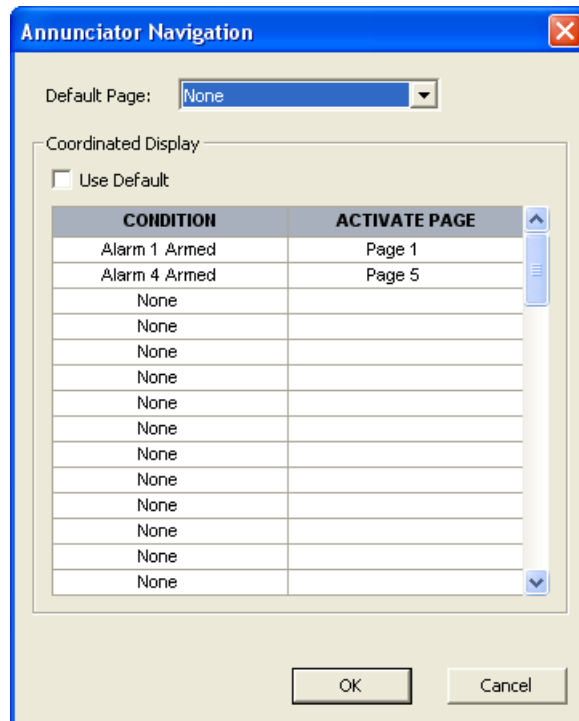 Annunciator Navigation
Default Page: None
Coordinated Display
Use Default
CONDITION ACTIVATE PAGE
Alarm 1 Armed Page 1
Alarm 4 Armed Page 5
None
None
None
None
None
None
None
None
None
None
None
None
OK Cancel